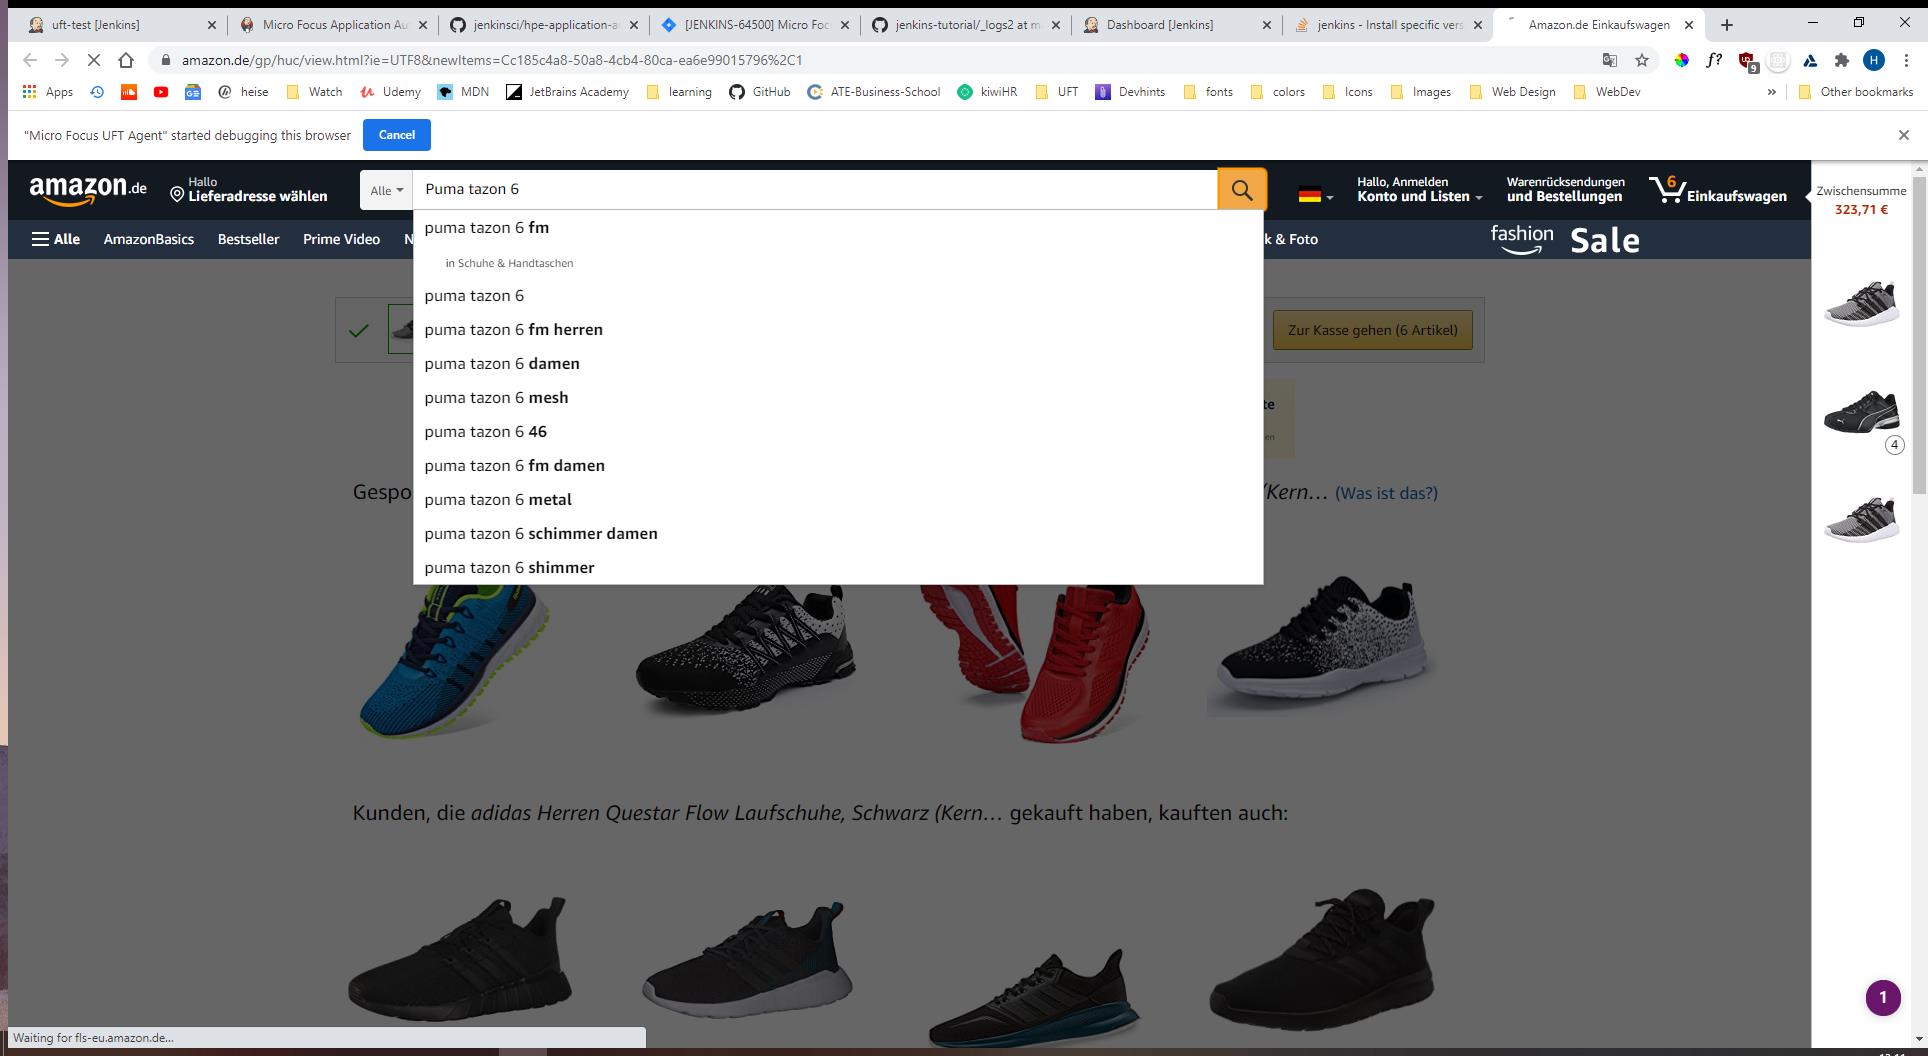 uft-test [Jenkins]
Micro Focus Application Au
jenkinsci/hpe-application-a
[JENKINS-64500] Micro Foc
jenkins-tutorial/_logs2 at m
Dashboard [Jenkins]
jenkins - Install specific vers
Amazon.de Einkaufswagen
amazon.de/gp/huc/view.html?ie=UTF8&newItems=Cc185c4a8-50a8-4cb4-80ca-ea6e99015796%2C1
f?
9
H
Apps
heise
Watch
Udemy
MDN
JetBrains Academy
learning
GitHub
ATE-Business-School
kiwiHR
UFT
Devhints
fonts
colors
Icons
Images
Web Design
WebDev
»
Other bookmarks
"Micro Focus UFT Agent" started debugging this browser
Cancel
amazon.de
Hallo
Lieferadresse wählen
Alle
Puma tazon 6
Hallo, Anmelden
Konto und Listen
Warenrücksendungen
und Bestellungen
6
Einkaufswagen
Zwischensumme
323,71 €
Alle
AmazonBasics
Bestseller
Prime Video
N
k & Foto
fashion
Sale
puma tazon 6 fm
in Schuhe & Handtaschen
puma tazon 6
puma tazon 6 fm herren
puma tazon 6 damen
puma tazon 6 mesh
puma tazon 6 46
puma tazon 6 fm damen
puma tazon 6 metal
puma tazon 6 schimmer damen
puma tazon 6 shimmer
Zur Kasse gehen (6 Artikel)
te
en
4
Gespo
(Kern… (Was ist das?)
Kunden, die adidas Herren Questar Flow Laufschuhe, Schwarz (Kern… gekauft haben, kauften auch:
1
Waiting for fls-eu.amazon.de...